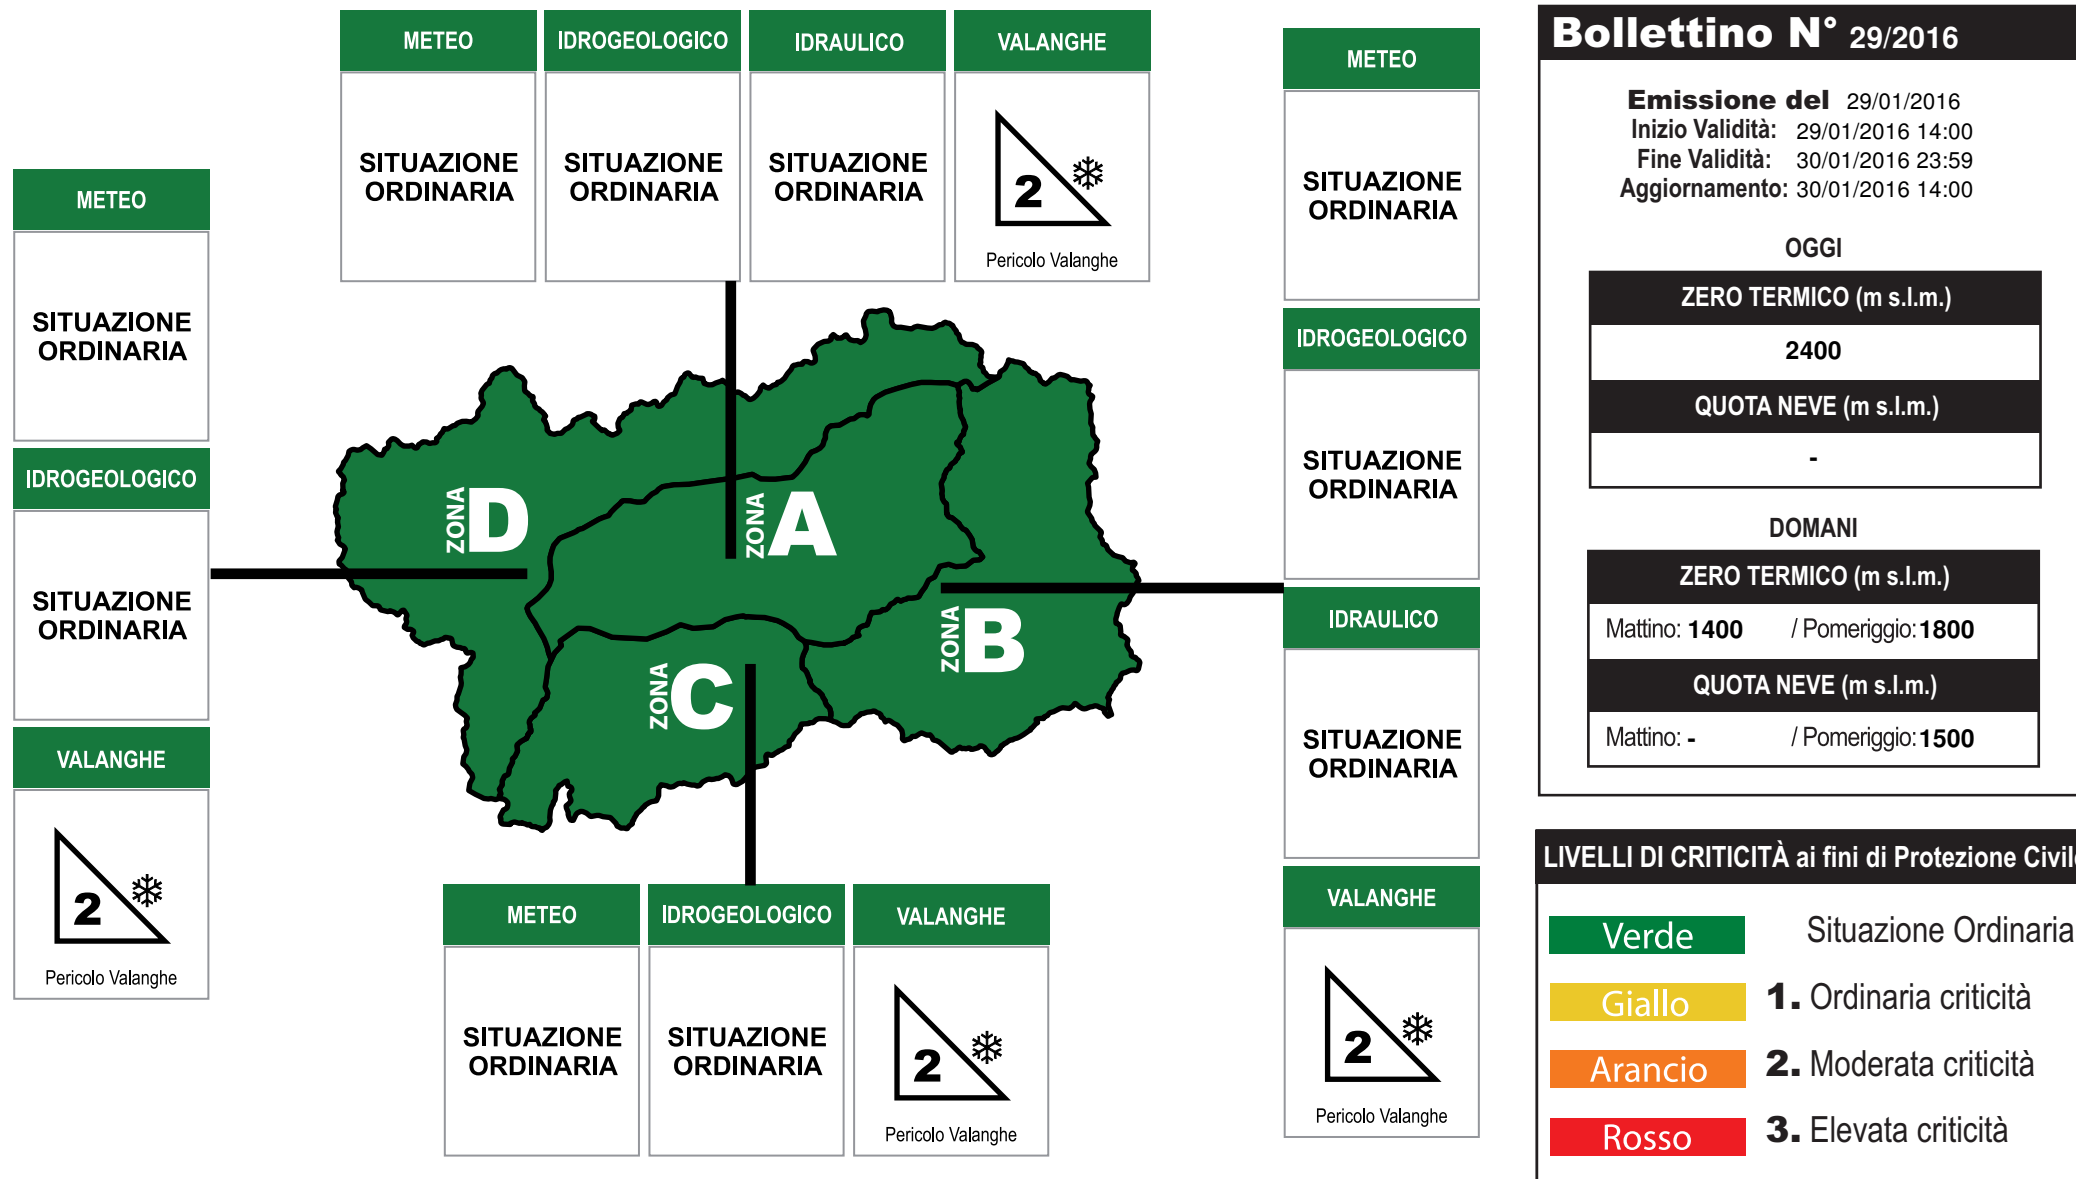 METEO
IDROGEOLOGICO
IDRAULICO
VALANGHE
SITUAZIONE
ORDINARIA
SITUAZIONE
ORDINARIA
SITUAZIONE
ORDINARIA
2
Pericolo Valanghe
METEO
SITUAZIONE
ORDINARIA
IDROGEOLOGICO
SITUAZIONE
ORDINARIA
VALANGHE
2
Pericolo Valanghe
ZONA D
ZONA A
ZONA B
ZONA C
METEO
SITUAZIONE
ORDINARIA
IDROGEOLOGICO
SITUAZIONE
ORDINARIA
IDRAULICO
SITUAZIONE
ORDINARIA
VALANGHE
2
Pericolo Valanghe
METEO
IDROGEOLOGICO
VALANGHE
SITUAZIONE
ORDINARIA
SITUAZIONE
ORDINARIA
2
Pericolo Valanghe
Bollettino N° 29/2016
Emissione del 29/01/2016
Inizio Validità: 29/01/2016 14:00
Fine Validità: 30/01/2016 23:59
Aggiornamento: 30/01/2016 14:00
OGGI
ZERO TERMICO (m s.l.m.)
2400
QUOTA NEVE (m s.l.m.)
-
DOMANI
ZERO TERMICO (m s.l.m.)
Mattino: 1400 / Pomeriggio: 1800
QUOTA NEVE (m s.l.m.)
Mattino: - / Pomeriggio: 1500
LIVELLI DI CRITICITÀ ai fini di Protezione Civile
Verde Situazione Ordinaria
Giallo 1. Ordinaria criticità
Arancio 2. Moderata criticità
Rosso 3. Elevata criticità